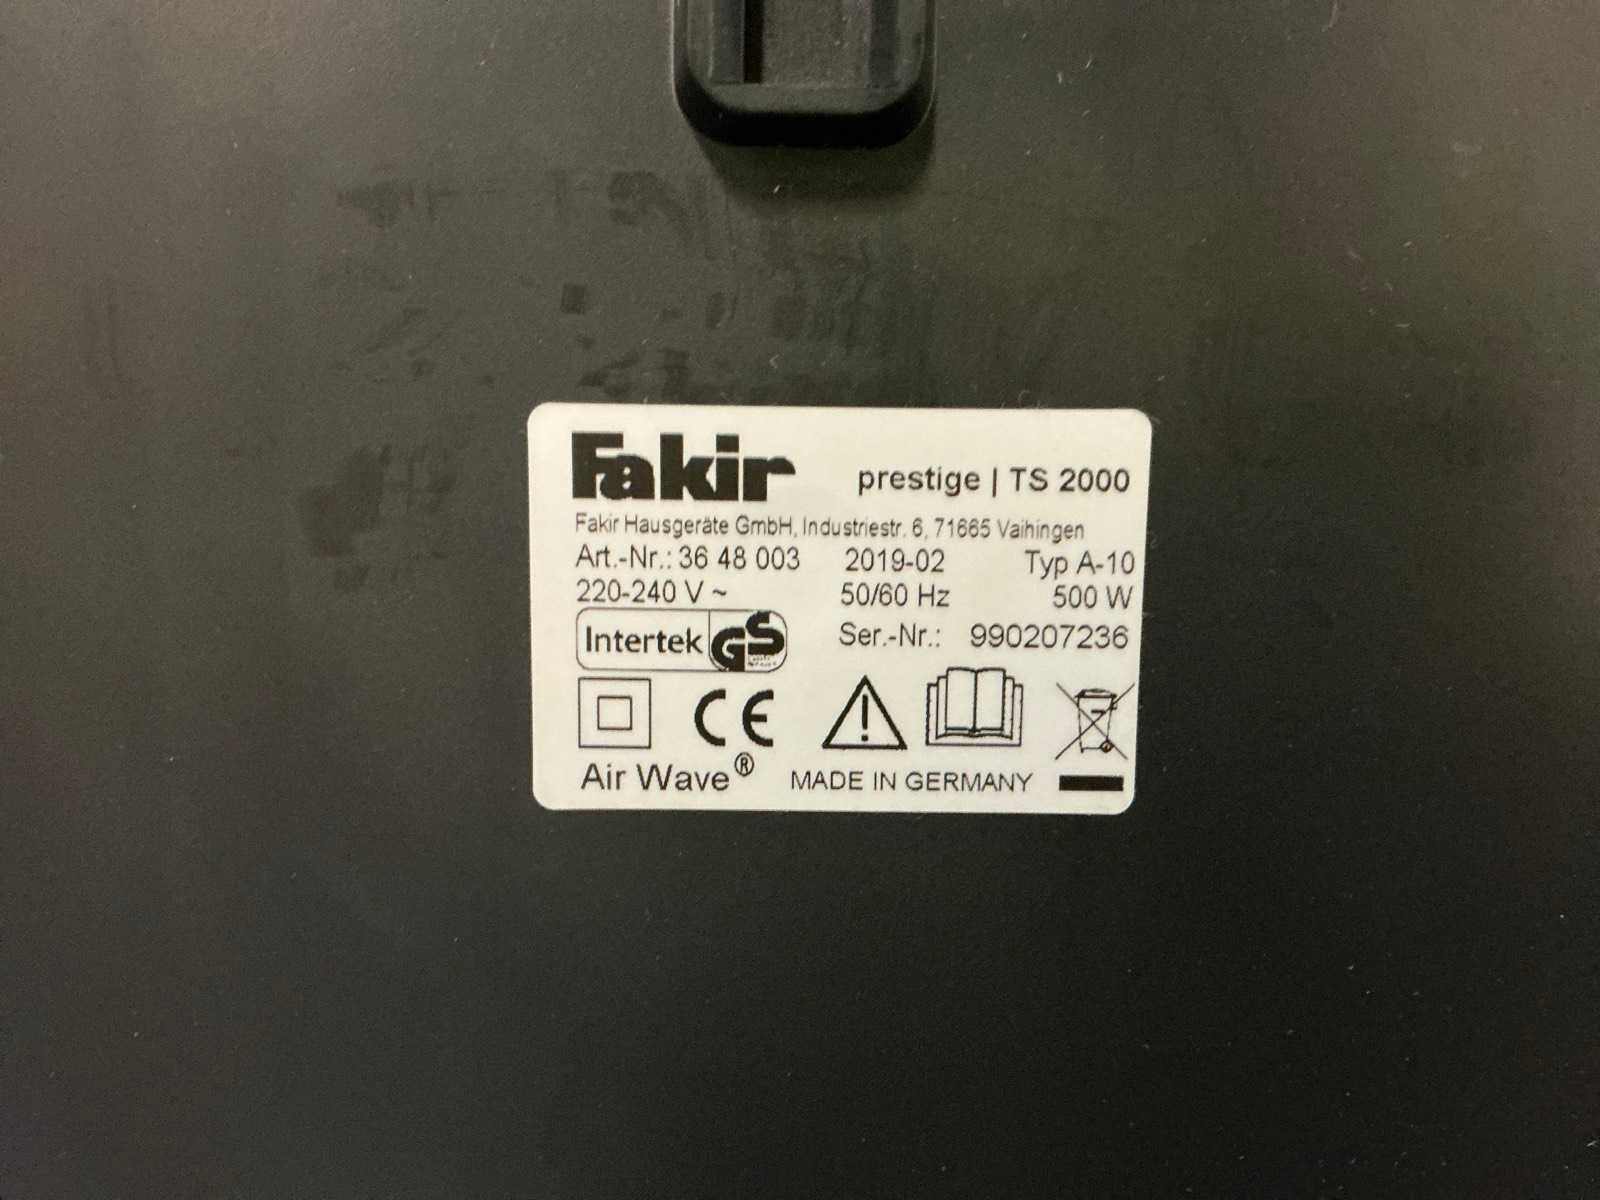 Fakir prestige | TS 2000
Fakir Hausgeräte GmbH, Industriestr. 6, 71665 Vaihingen
Art.-Nr.: 36 48 003 2019-02 Typ A-10
220-240 V ~ 50/60 Hz 500 W
Intertek GS Ser.-Nr.: 990207236
CE
Air Wave® MADE IN GERMANY